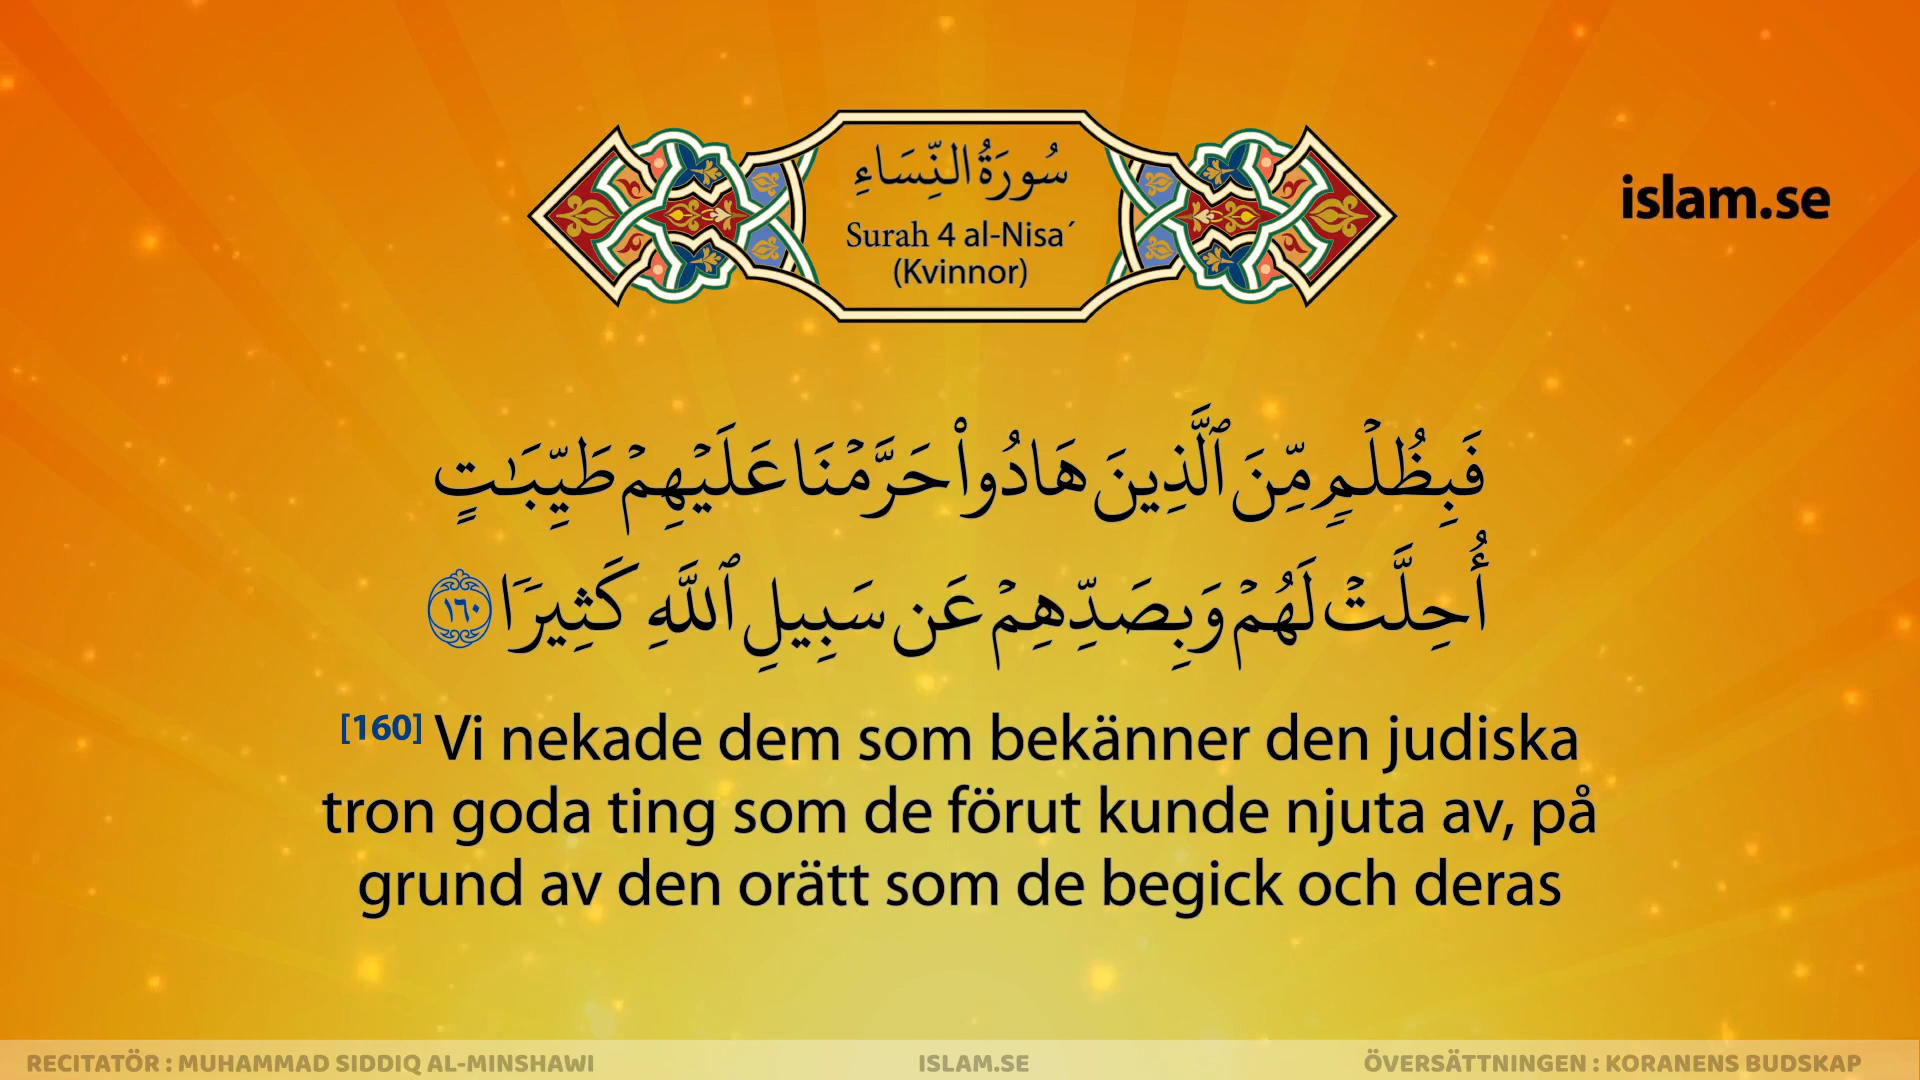 سُورَةُ النِّسَاءِ
Surah 4 al-Nisa´
(Kvinnor)
islam.se
فَبِظُلْمٍ مِّنَ ٱلَّذِينَ هَادُوا۟ حَرَّمْنَا عَلَيْهِمْ طَيِّبَـٰتٍ
أُحِلَّتْ لَهُمْ وَبِصَدِّهِمْ عَن سَبِيلِ ٱللَّهِ كَثِيرًا ١٦٠
[160] Vi nekade dem som bekänner den judiska
tron goda ting som de förut kunde njuta av, på
grund av den orätt som de begick och deras
RECITATÖR : MUHAMMAD SIDDIQ AL-MINSHAWI
ISLAM.SE
ÖVERSÄTTNINGEN : KORANENS BUDSKAP